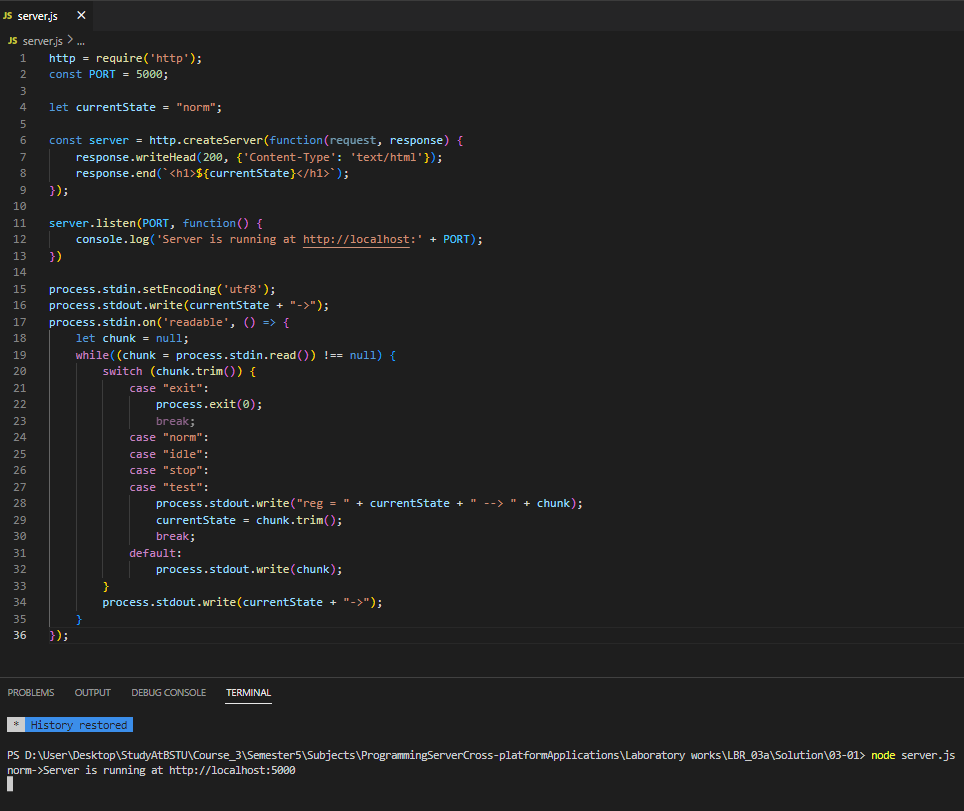 JS server.js ×
JS server.js > ...
1 http = require('http');
2 const PORT = 5000;
3
4 let currentState = "norm";
5
6 const server = http.createServer(function(request, response) {
7 response.writeHead(200, {'Content-Type': 'text/html'});
8 response.end(`<h1>${currentState}</h1>`);
9 });
10
11 server.listen(PORT, function() {
12 console.log('Server is running at http://localhost:' + PORT);
13 })
14
15 process.stdin.setEncoding('utf8');
16 process.stdout.write(currentState + "->");
17 process.stdin.on('readable', () => {
18 let chunk = null;
19 while((chunk = process.stdin.read()) !== null) {
20 switch (chunk.trim()) {
21 case "exit":
22 process.exit(0);
23 break;
24 case "norm":
25 case "idle":
26 case "stop":
27 case "test":
28 process.stdout.write("reg = " + currentState + " --> " + chunk);
29 currentState = chunk.trim();
30 break;
31 default:
32 process.stdout.write(chunk);
33 }
34 process.stdout.write(currentState + "->");
35 }
36 });
PROBLEMS OUTPUT DEBUG CONSOLE TERMINAL
* History restored
PS D:\User\Desktop\StudyAtBSTU\Course_3\Semester5\Subjects\ProgrammingServerCross-platformApplications\Laboratory works\LBR_03a\Solution\03-01> node server.js
norm->Server is running at http://localhost:5000